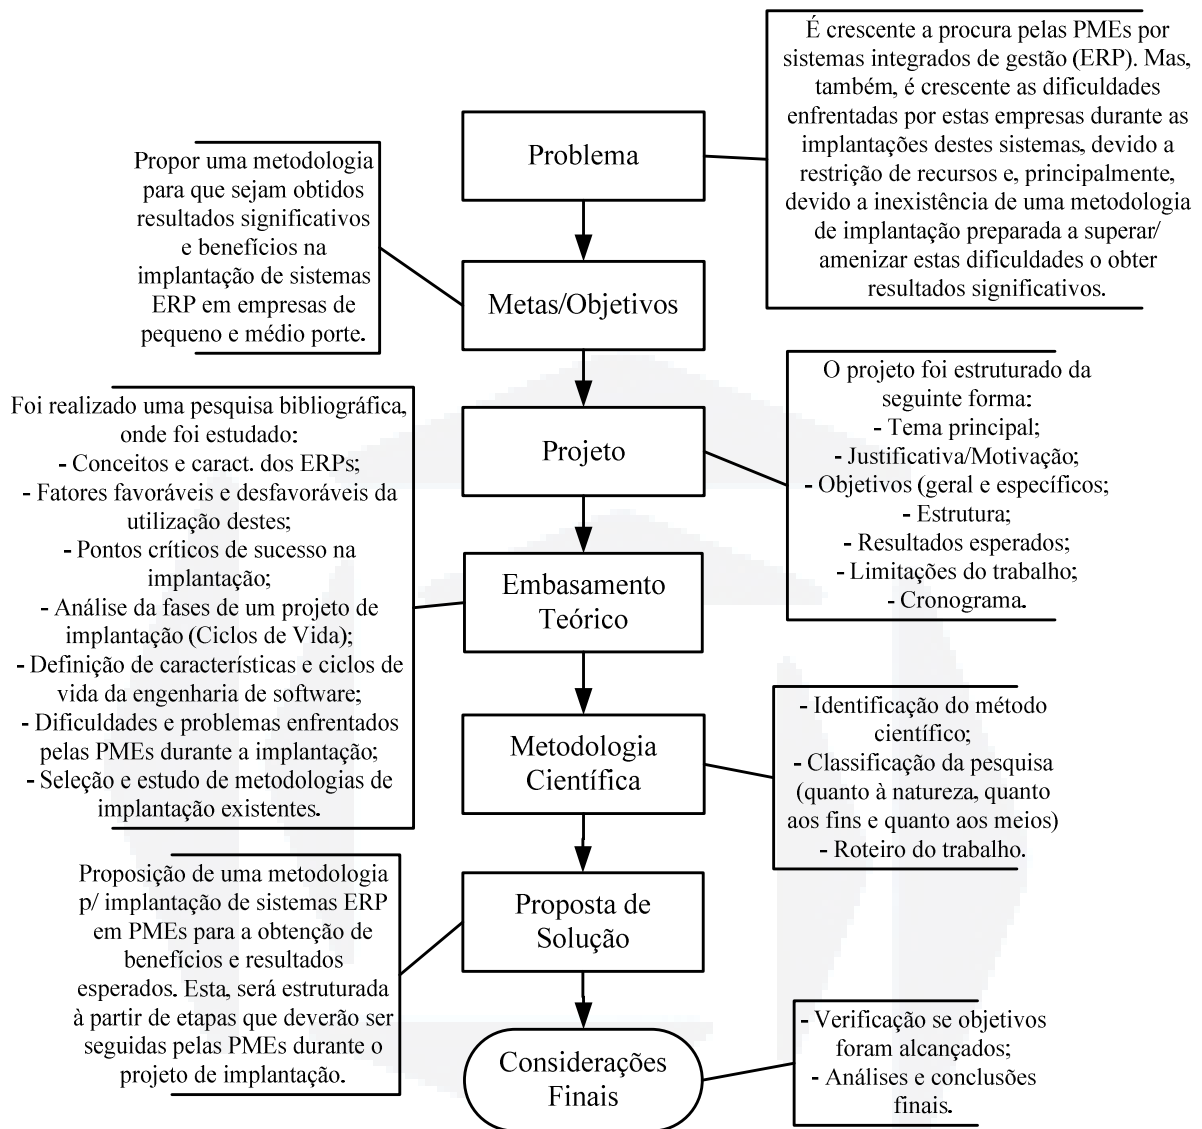 Problema
É crescente a procura pelas PMEs por
sistemas integrados de gestão (ERP). Mas,
também, é crescente as dificuldades
enfrentadas por estas empresas durante as
implantações destes sistemas, devido a
restrição de recursos e, principalmente,
devido a inexistência de uma metodologia
de implantação preparada a superar/
amenizar estas dificuldades o obter
resultados significativos.
Propor uma metodologia
para que sejam obtidos
resultados significativos
e benefícios na
implantação de sistemas
ERP em empresas de
pequeno e médio porte.
Metas/Objetivos
Projeto
O projeto foi estruturado da
seguinte forma:
- Tema principal;
- Justificativa/Motivação;
- Objetivos (geral e específicos;
- Estrutura;
- Resultados esperados;
- Limitações do trabalho;
- Cronograma.
Foi realizado uma pesquisa bibliográfica,
onde foi estudado:
- Conceitos e caract. dos ERPs;
- Fatores favoráveis e desfavoráveis da
utilização destes;
- Pontos críticos de sucesso na
implantação;
- Análise da fases de um projeto de
implantação (Ciclos de Vida);
- Definição de características e ciclos de
vida da engenharia de software;
- Dificuldades e problemas enfrentados
pelas PMEs durante a implantação;
- Seleção e estudo de metodologias de
implantação existentes.
Embasamento
Teórico
Metodologia
Científica
- Identificação do método
científico;
- Classificação da pesquisa
(quanto à natureza, quanto
aos fins e quanto aos meios)
- Roteiro do trabalho.
Proposição de uma metodologia
p/ implantação de sistemas ERP
em PMEs para a obtenção de
benefícios e resultados
esperados. Esta, será estruturada
à partir de etapas que deverão ser
seguidas pelas PMEs durante o
projeto de implantação.
Proposta de
Solução
Considerações
Finais
- Verificação se objetivos
foram alcançados;
- Análises e conclusões
finais.